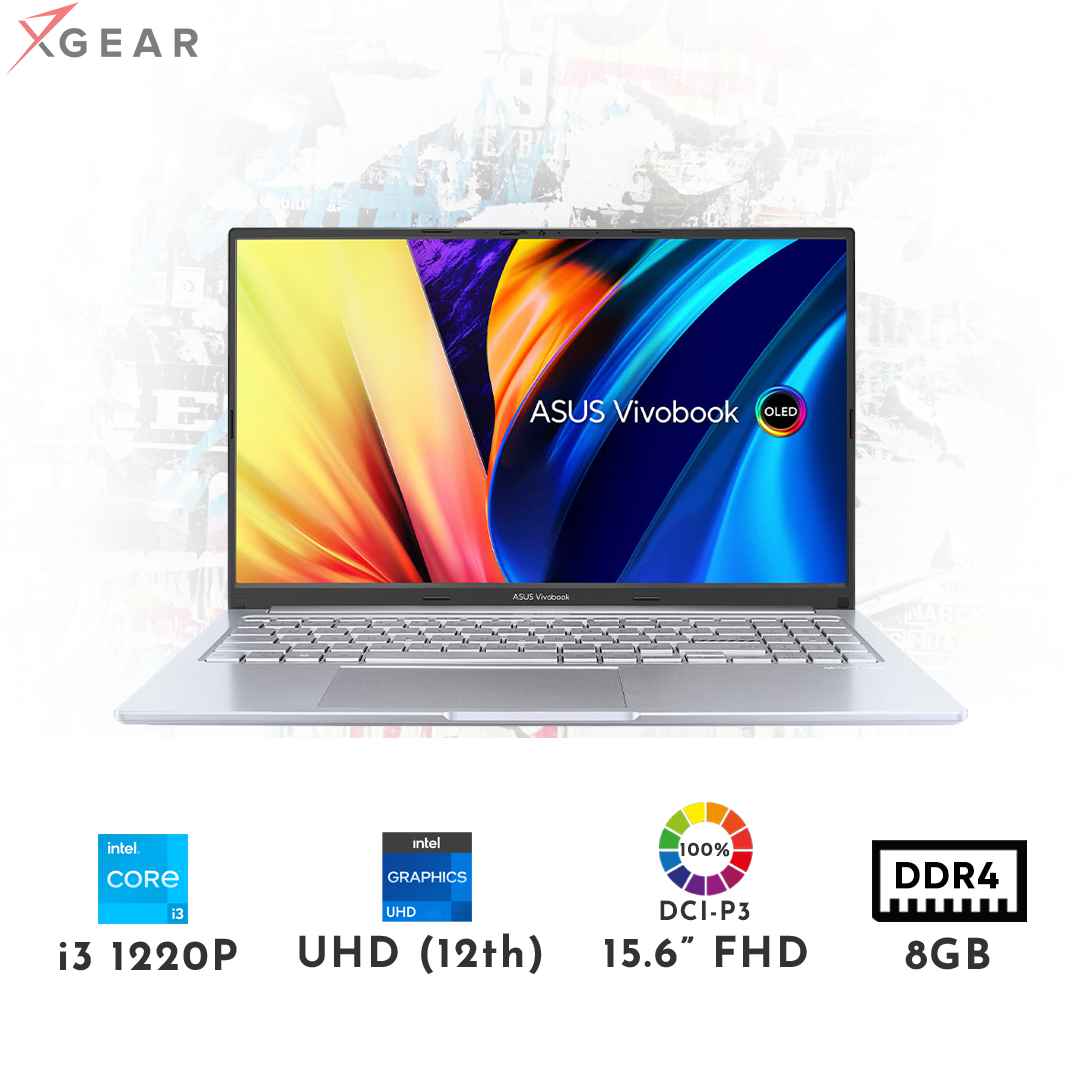 XGEAR
ASUS Vivobook OLED
ASUS Vivobook
intel.
CORE
i3
i3 1220P
intel
GRAPHICS
UHD
UHD (12th)
100%
DCI-P3
15.6” FHD
DDR4
8GB